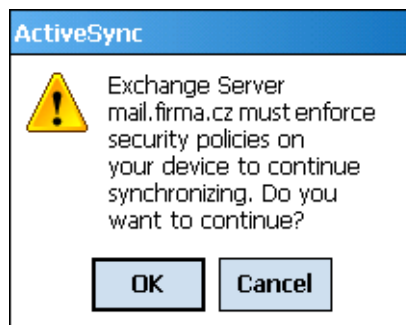 ActiveSync
Exchange Server
mail.firma.cz must enforce
security policies on
your device to continue
synchronizing. Do you
want to continue?
OK Cancel